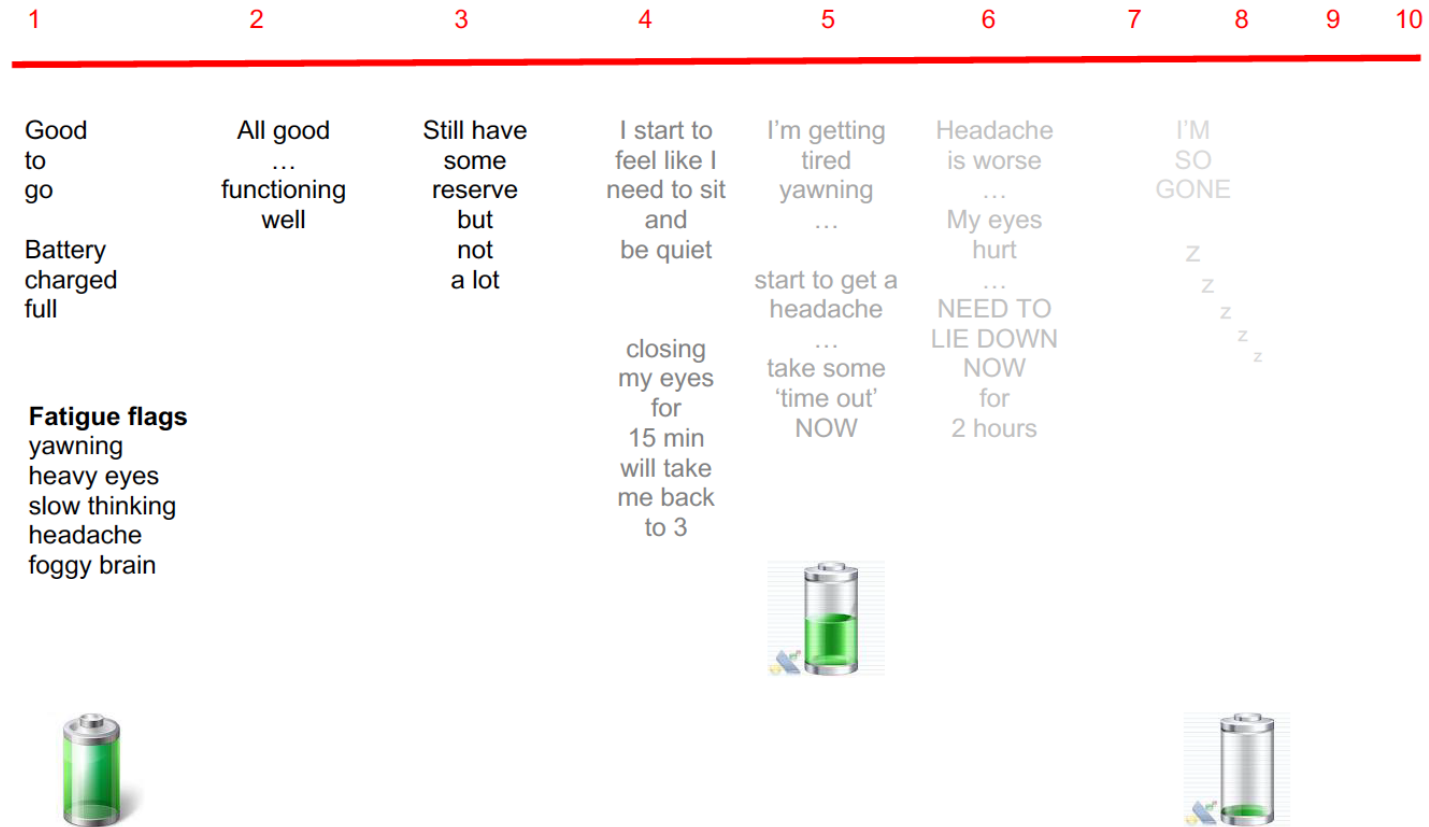 1 2 3 4 5 6 7 8 9 10
Good
to
go
Battery
charged
full
Fatigue flags
yawning
heavy eyes
slow thinking
headache
foggy brain
All good
…
functioning
well
Still have
some
reserve
but
not
a lot
I start to
feel like I
need to sit
and
be quiet
closing
my eyes
for
15 min
will take
me back
to 3
I’m getting
tired
yawning
…
start to get a
headache
…
take some
‘time out’
NOW
Headache
is worse
…
My eyes
hurt
…
NEED TO
LIE DOWN
NOW
for
2 hours
I’M
SO
GONE
z
z
z
z
z